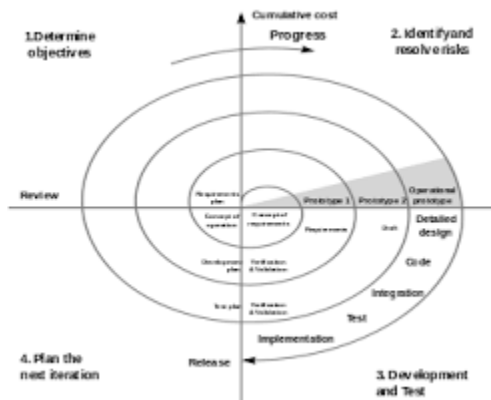 Cumulative cost
Progress
1.Determine
objectives
2. Identify and
resolve risks
Review
Requirements
plan
Concept of
operation
Concept of
requirements
Prototype 1
Prototype 2
Operational
prototype
Requirements
Draft
Detailed
design
Development
plan
Verification
& Validation
Code
Integration
Test plan
Verification
& Validation
Test
Implementation
Release
4. Plan the
next iteration
3. Development
and Test